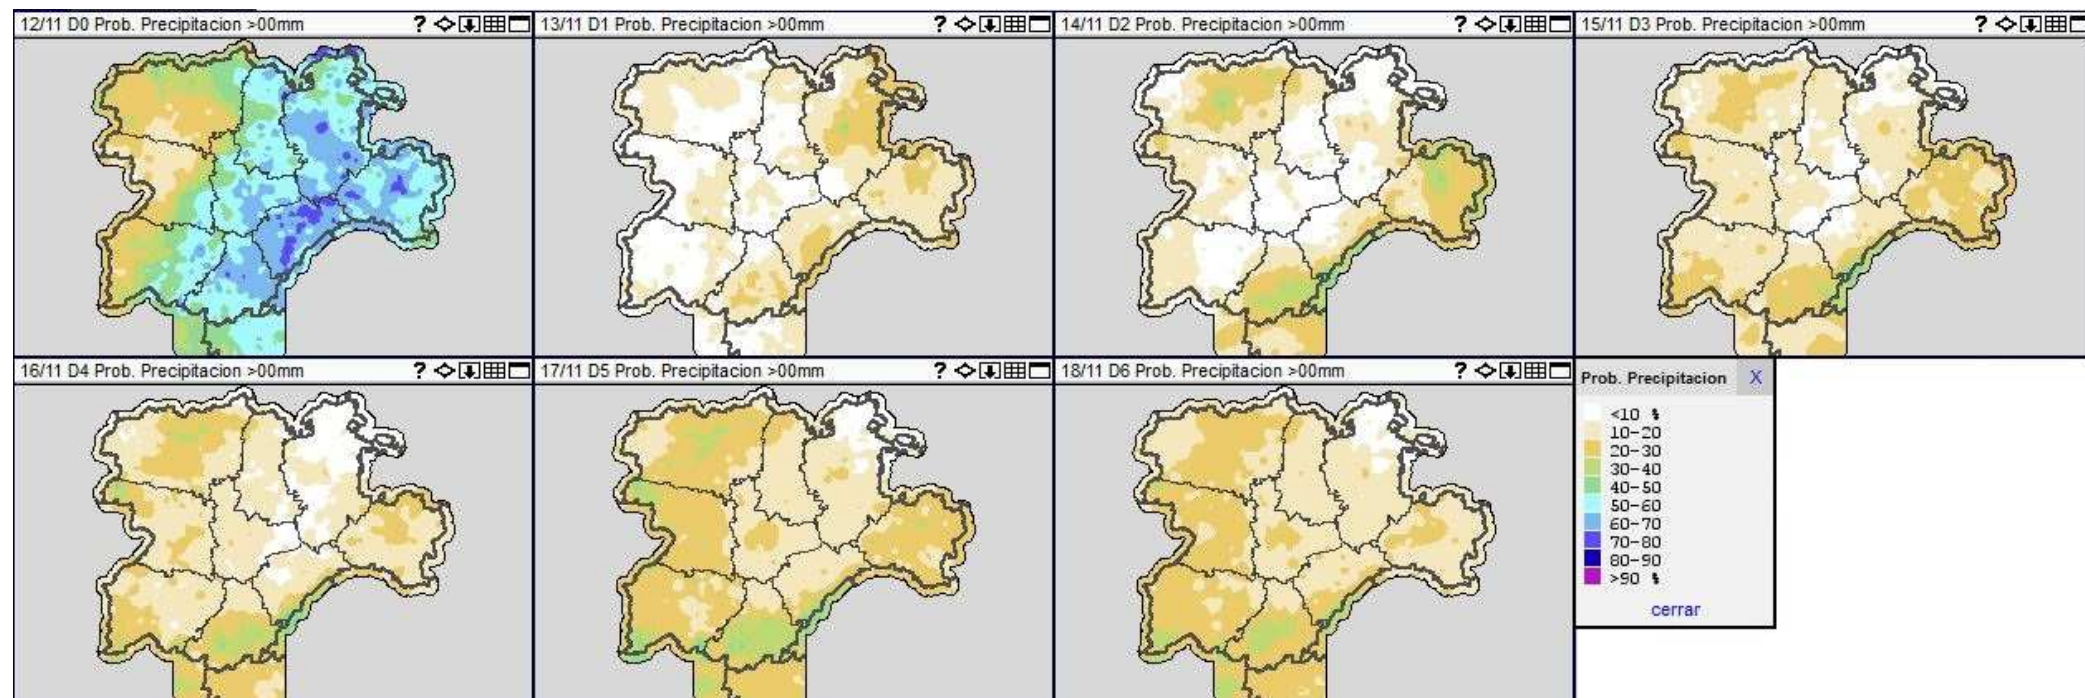 12/11 D0 Prob. Precipitacion >00mm ?
13/11 D1 Prob. Precipitacion >00mm ?
14/11 D2 Prob. Precipitacion >00mm ?
15/11 D3 Prob. Precipitacion >00mm ?
16/11 D4 Prob. Precipitacion >00mm ?
17/11 D5 Prob. Precipitacion >00mm ?
18/11 D6 Prob. Precipitacion >00mm ?
Prob. Precipitacion X
<10 %
10-20
20-30
30-40
40-50
50-60
60-70
70-80
80-90
>90 %
cerrar